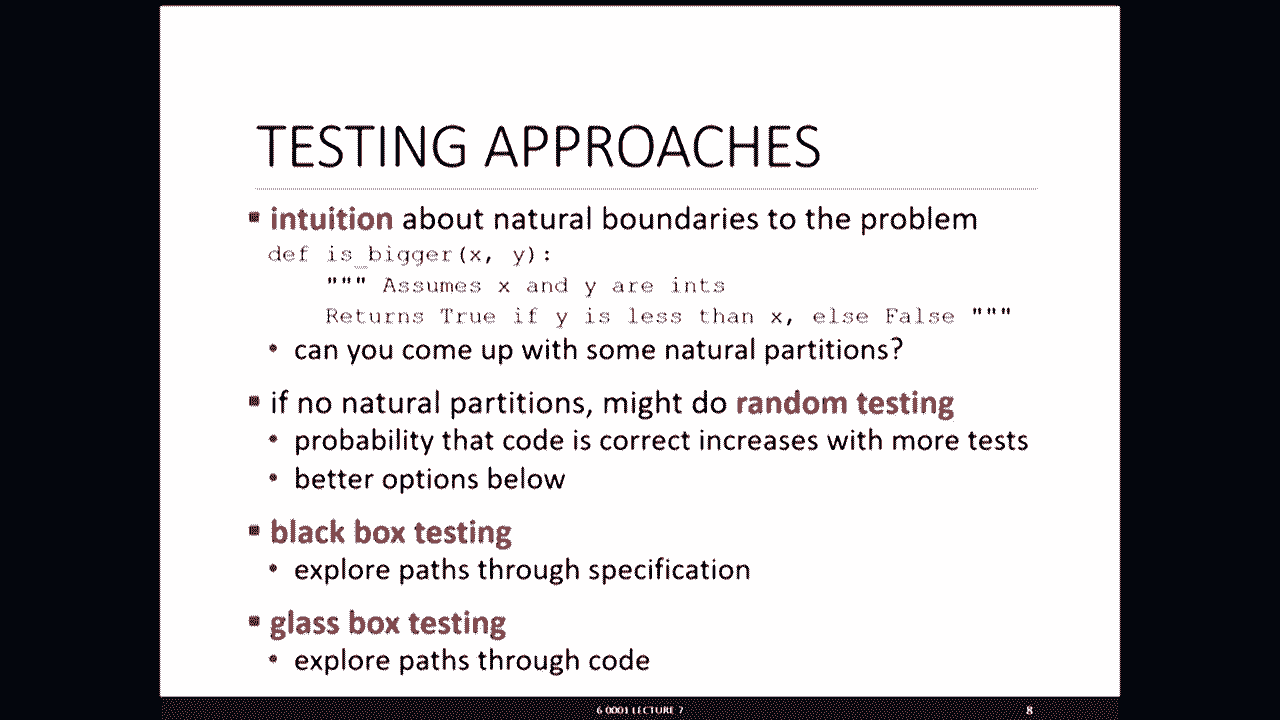 TESTING APPROACHES
▪ intuition about natural boundaries to the problem
def is_bigger(x, y):
""" Assumes x and y are ints
Returns True if y is less than x, else False """
• can you come up with some natural partitions?
▪ if no natural partitions, might do random testing
• probability that code is correct increases with more tests
• better options below
▪ black box testing
• explore paths through specification
▪ glass box testing
• explore paths through code
6 0001 LECTURE 7
8